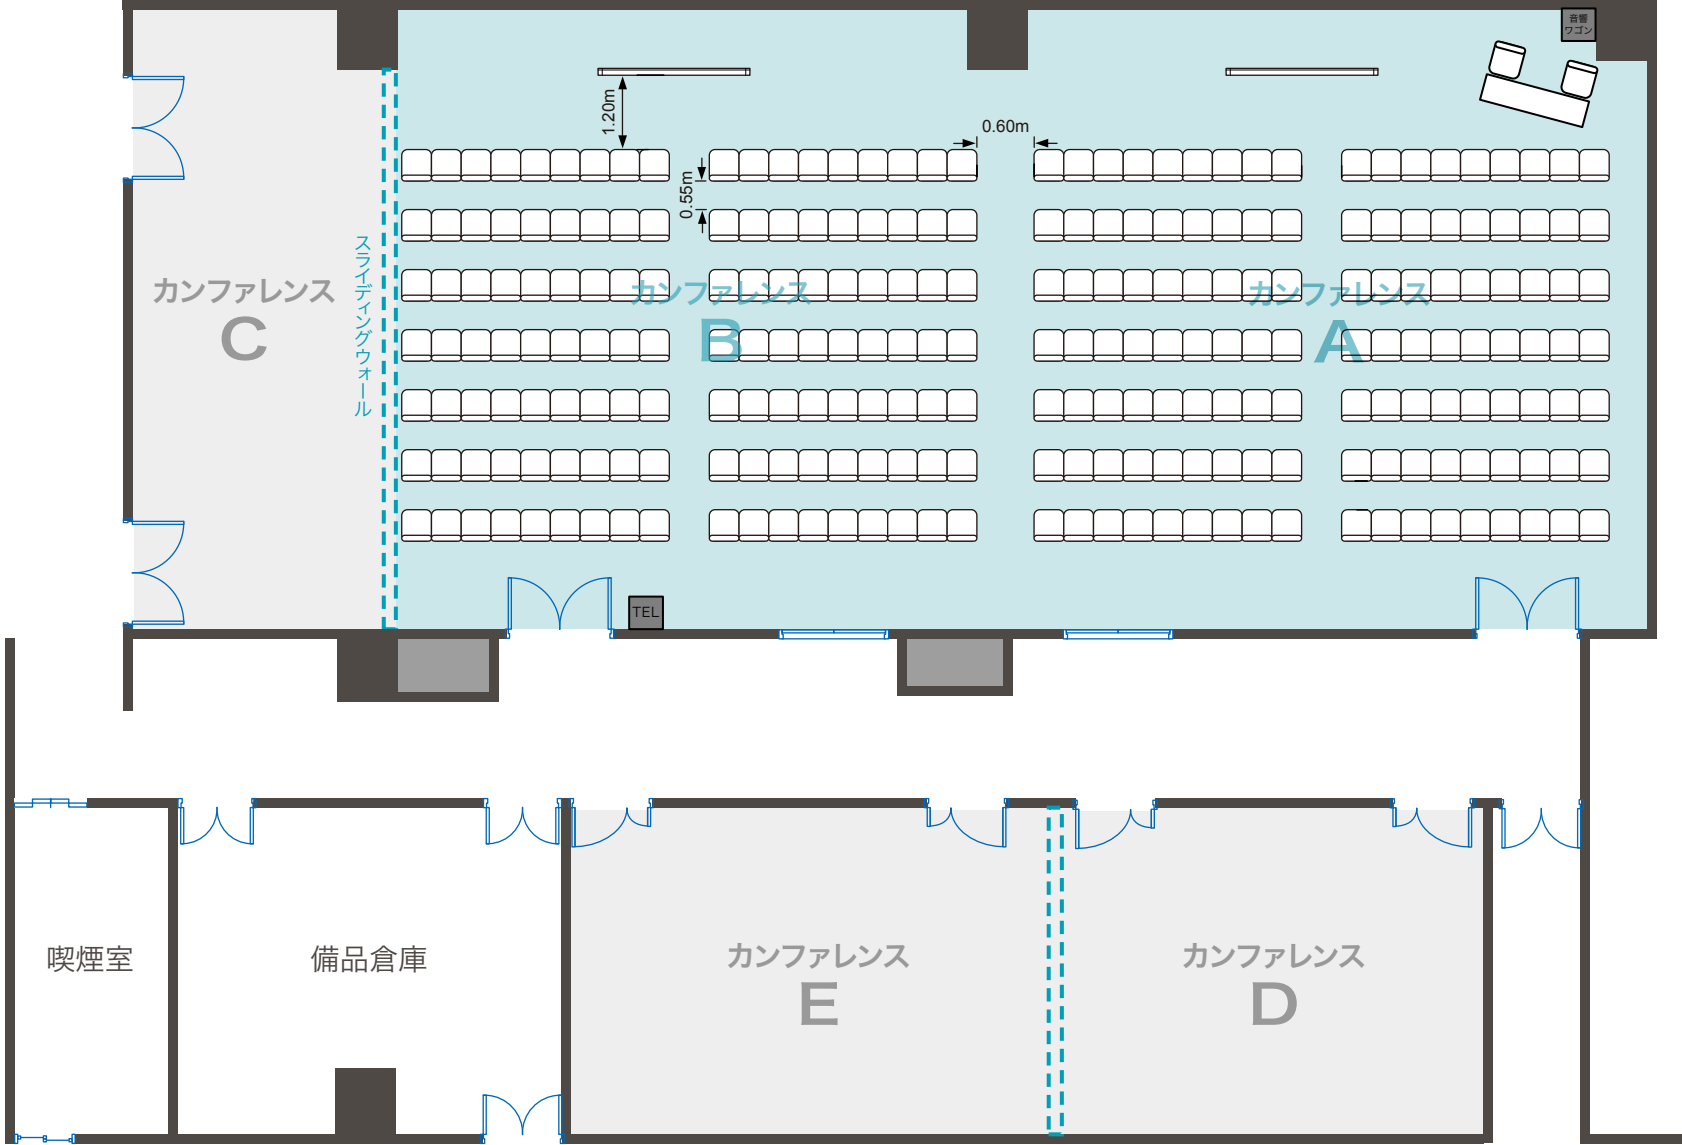 音響
ワゴン
1.20m
0.60m
0.55m
スライディングウォール
カンファレンス
C
カンファレンス
B
カンファレンス
A
TEL
喫煙室
備品倉庫
カンファレンス
E
カンファレンス
D